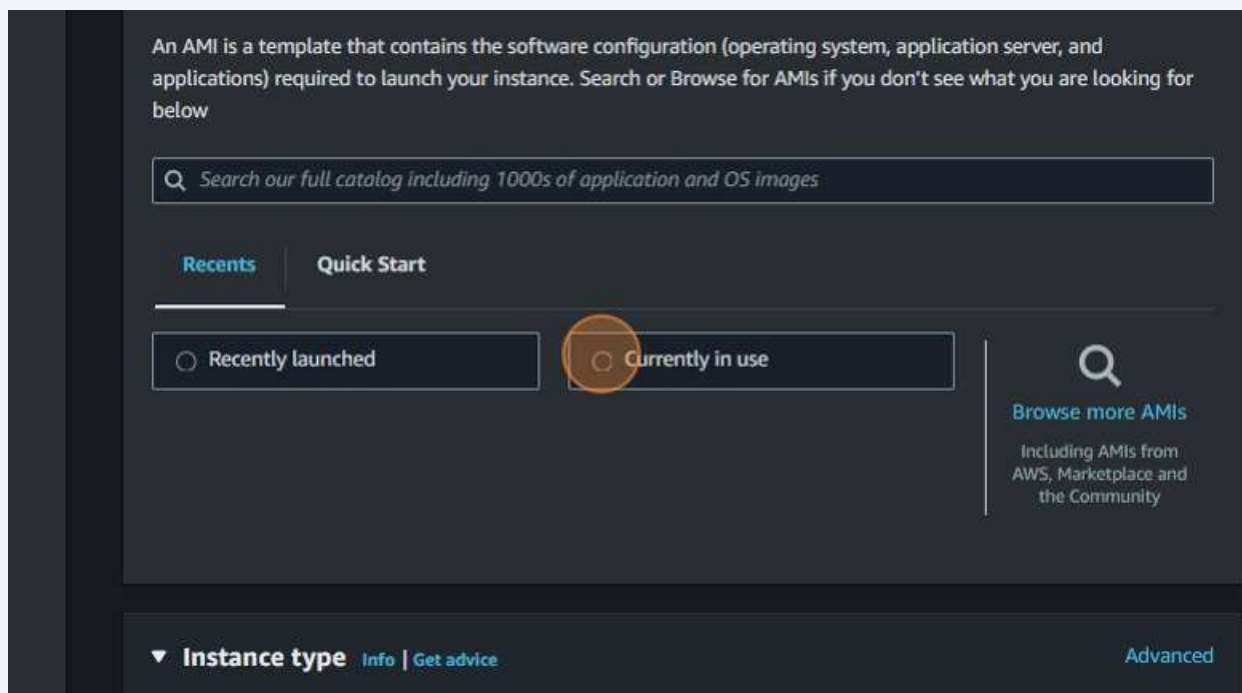 An AMI is a template that contains the software configuration (operating system, application server, and
applications) required to launch your instance. Search or Browse for AMIs if you don't see what you are looking for
below
Search our full catalog including 1000s of application and OS images
Recents
Quick Start
Recently launched
Currently in use
Browse more AMIs
Including AMIs from
AWS, Marketplace and
the Community
Instance type Info | Get advice
Advanced